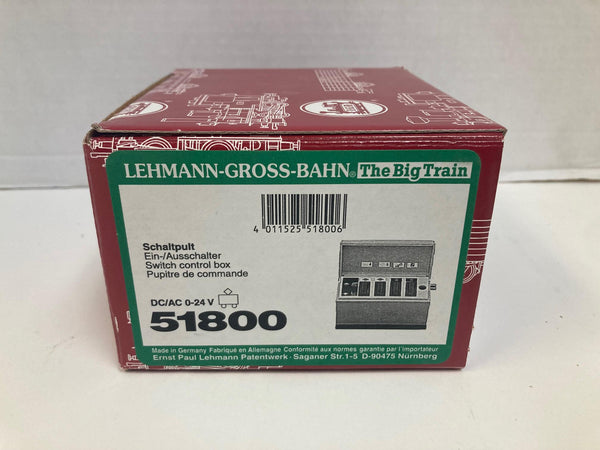 LEHMANN-GROSS-BAHN® The Big Train
4 011525 518006
Schaltpult
Ein-/Ausschalter
Switch control box
Pupitre de commande
DC/AC 0-24 V
51800
Made in Germany Fabriqué en Allemagne Conformité aux normes garantie par l'importateur
Ernst Paul Lehmann Patentwerk · Saganer Str. 1-5 D-90475 Nürnberg